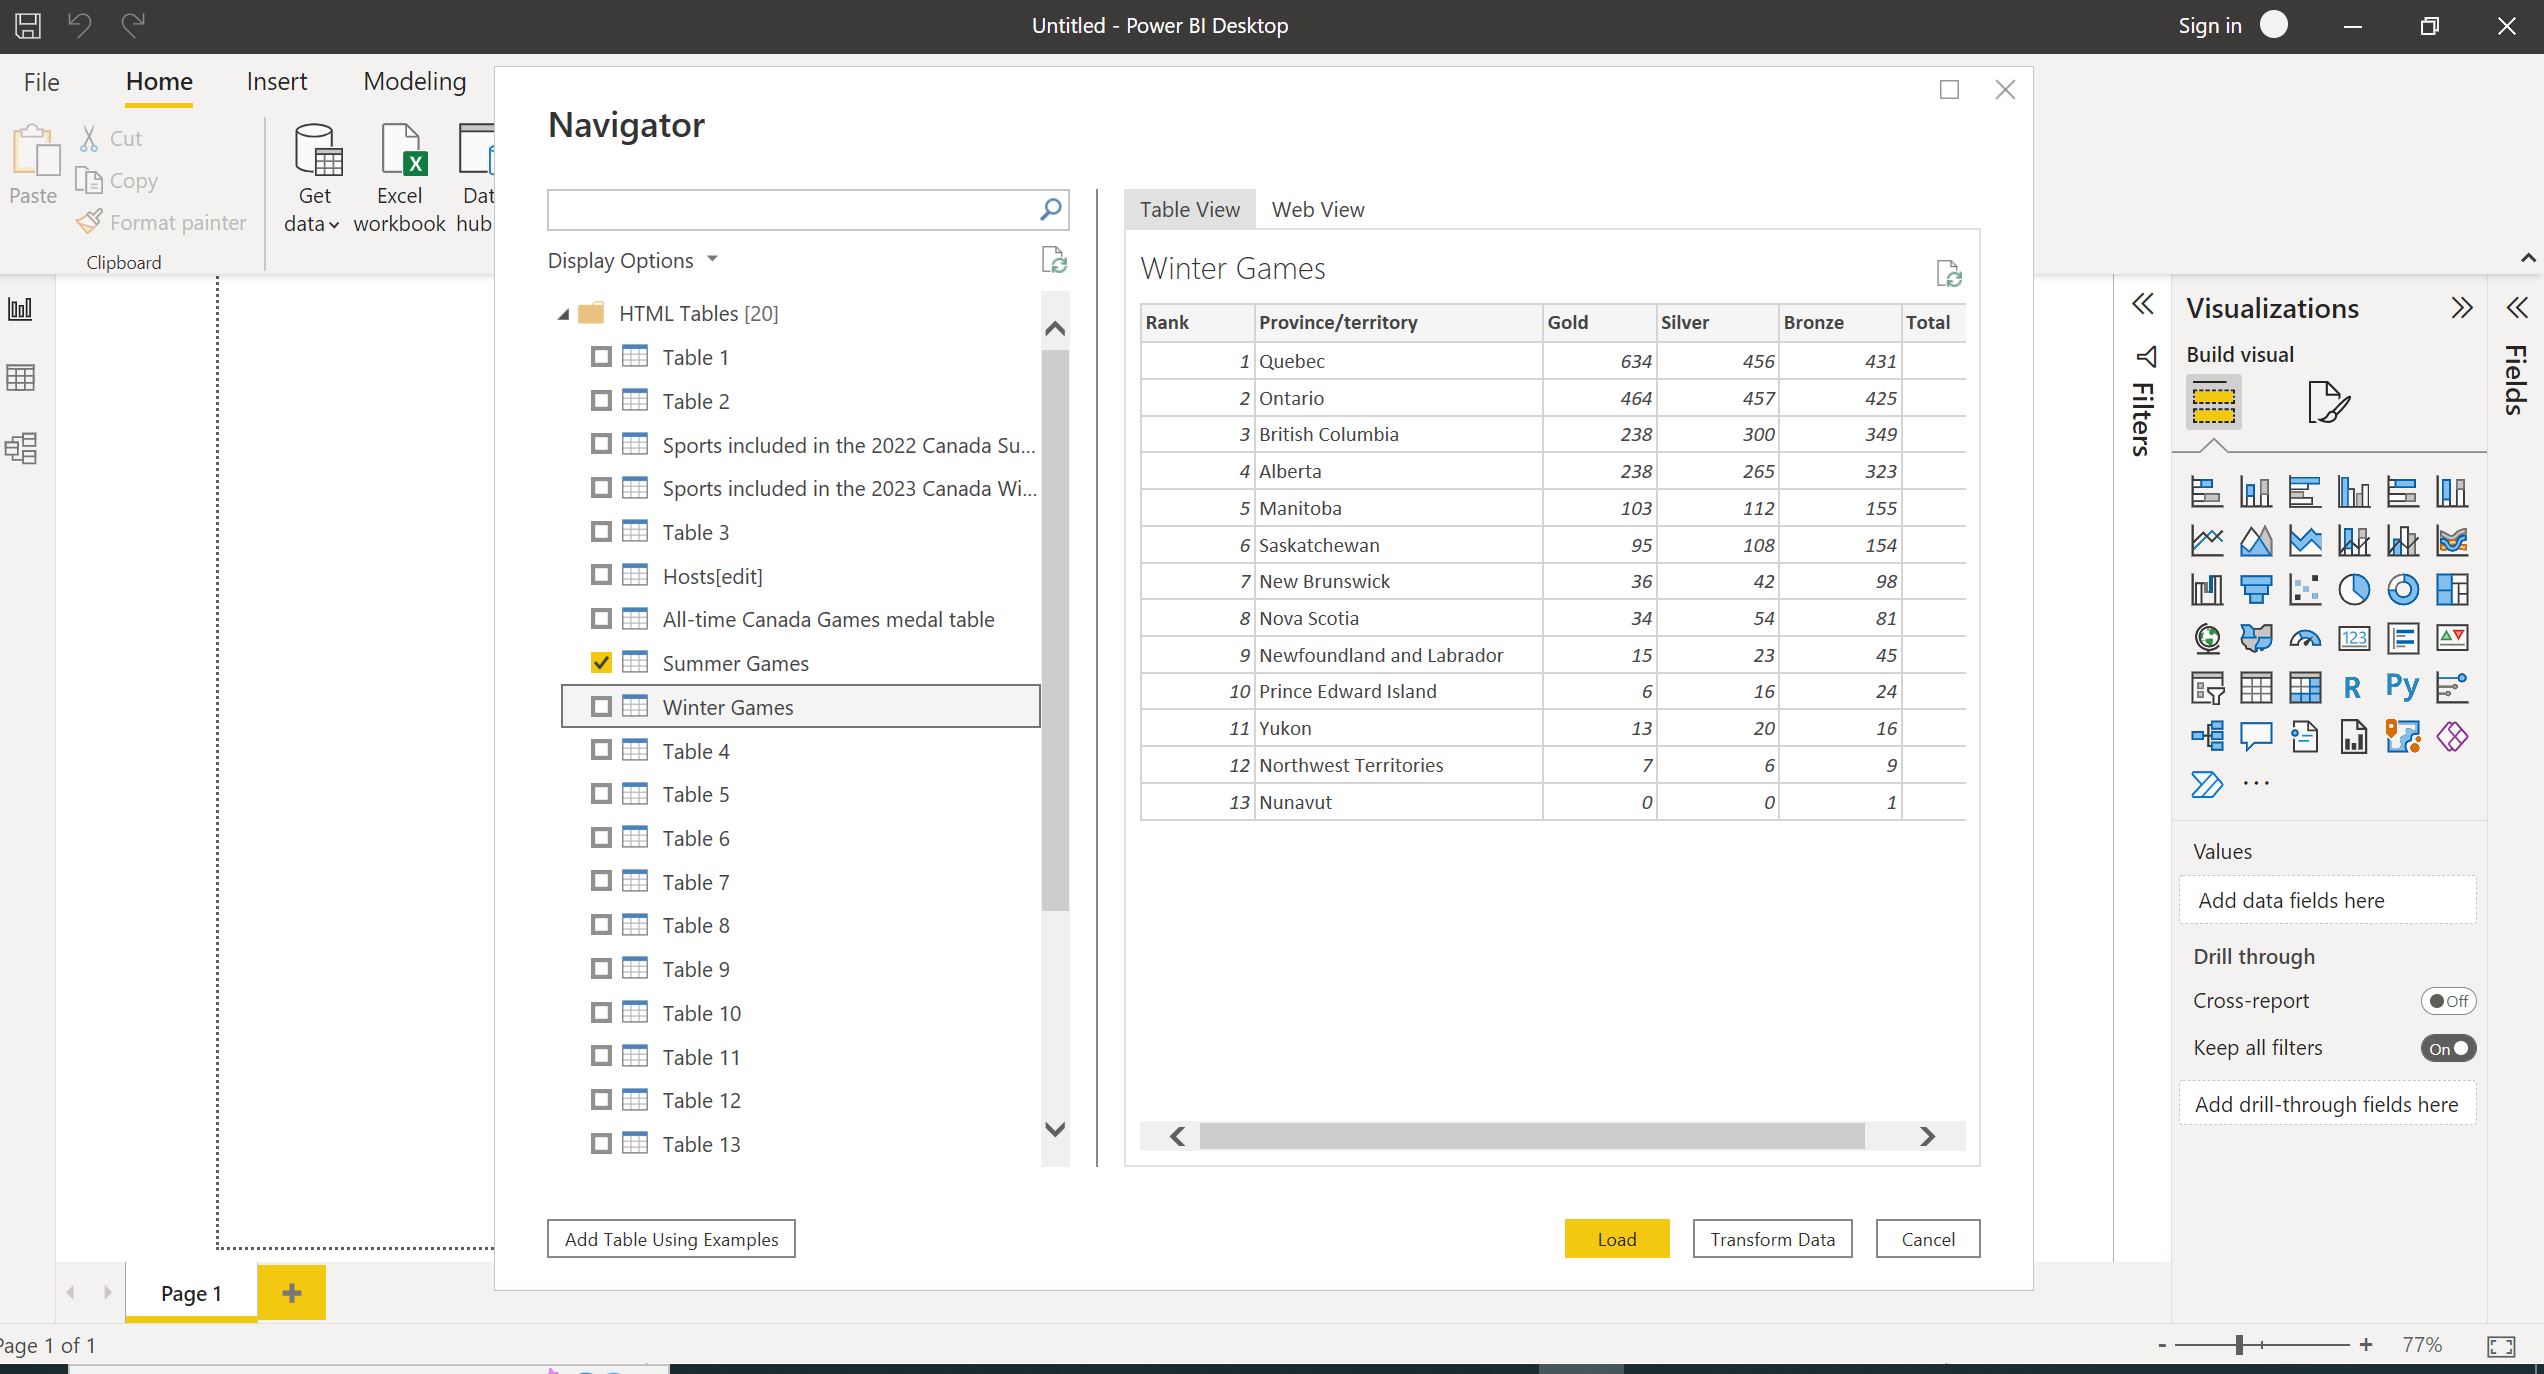 Untitled - Power BI Desktop
Sign in
File
Home
Insert
Modeling
Paste
Cut
Copy
Format painter
Clipboard
Get data
Excel workbook
hub
Navigator
Display Options
HTML Tables [20]
Table 1
Table 2
Sports included in the 2022 Canada Su...
Sports included in the 2023 Canada Wi...
Table 3
Hosts[edit]
All-time Canada Games medal table
Summer Games
Winter Games
Table 4
Table 5
Table 6
Table 7
Table 8
Table 9
Table 10
Table 11
Table 12
Table 13
Table View
Web View
Winter Games
Rank Province/territory Gold Silver Bronze Total
1 Quebec 634 456 431
2 Ontario 464 457 425
3 British Columbia 238 300 349
4 Alberta 238 265 323
5 Manitoba 103 112 155
6 Saskatchewan 95 108 154
7 New Brunswick 36 42 98
8 Nova Scotia 34 54 81
9 Newfoundland and Labrador 15 23 45
10 Prince Edward Island 6 16 24
11 Yukon 13 20 16
12 Northwest Territories 7 6 9
13 Nunavut 0 0 1
Add Table Using Examples
Load
Transform Data
Cancel
Filters
Visualizations
Build visual
123
R
Py
...
Values
Add data fields here
Drill through
Cross-report
Off
Keep all filters
On
Add drill-through fields here
Fields
Page 1
+
Page 1 of 1
- + 77%